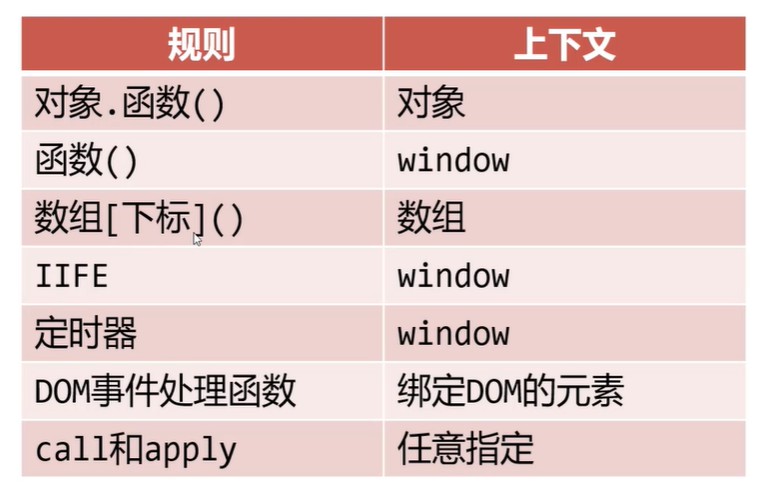 规则 上下文
对象.函数() 对象
函数() window
数组[下标]() 数组
IIFE window
定时器 window
DOM事件处理函数 绑定DOM的元素
call和apply 任意指定